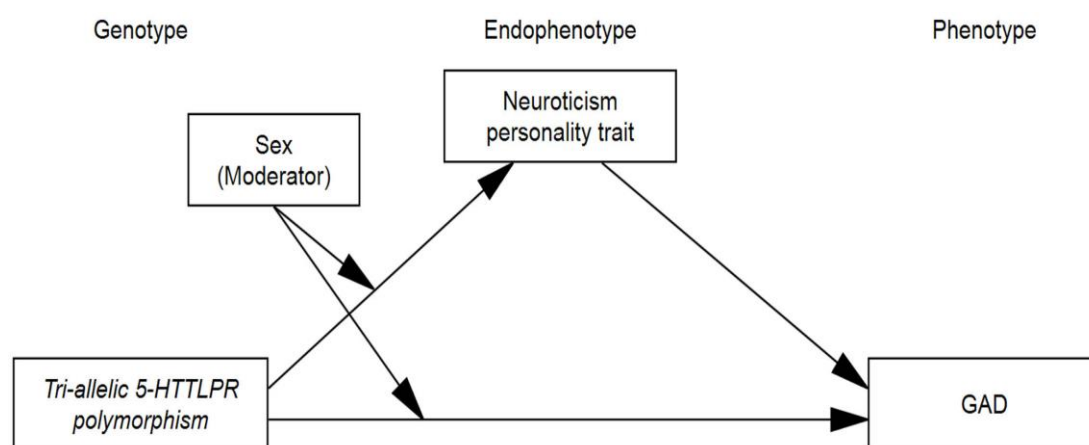 Genotype
Endophenotype
Phenotype
Neuroticism
personality trait
Sex
(Moderator)
Tri-allelic 5-HTTLPR
polymorphism
GAD